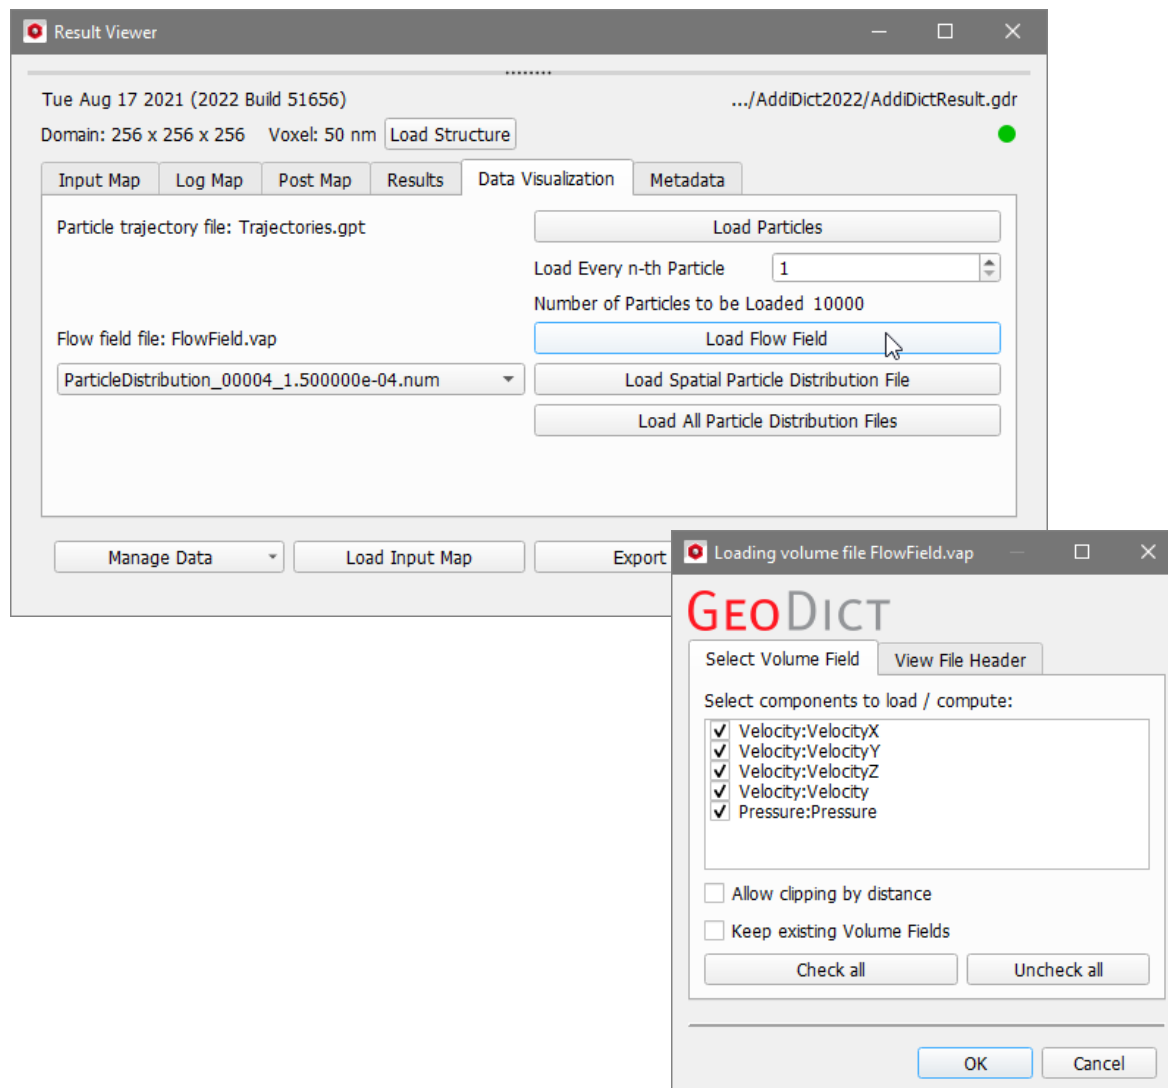 Result Viewer
Tue Aug 17 2021 (2022 Build 51656) .../AddiDict2022/AddiDictResult.gdr
Domain: 256 x 256 x 256 Voxel: 50 nm Load Structure
Input Map Log Map Post Map Results Data Visualization Metadata
Particle trajectory file: Trajectories.gpt Load Particles
Load Every n-th Particle 1
Number of Particles to be Loaded 10000
Flow field file: FlowField.vap Load Flow Field
ParticleDistribution_00004_1.500000e-04.num Load Spatial Particle Distribution File
Load All Particle Distribution Files
Manage Data Load Input Map Export
Loading volume file FlowField.vap
GEODICT
Select Volume Field View File Header
Select components to load / compute:
Velocity:VelocityX
Velocity:VelocityY
Velocity:VelocityZ
Velocity:Velocity
Pressure:Pressure
Allow clipping by distance
Keep existing Volume Fields
Check all Uncheck all
OK Cancel